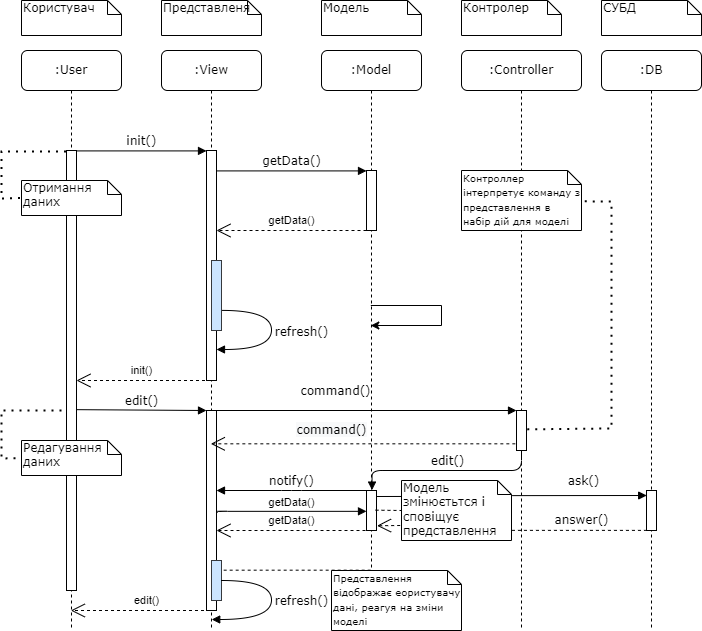 Користувач
Представленя
Модель
Контролер
СУБД
:User
:View
:Model
:Controller
:DB
init()
getData()
Отримання
даних
Контроллер
інтерпретує команду з
представлення в
набір дій для моделі
getData()
refresh()
init()
command()
edit()
command()
Редагування
даних
edit()
notify()
ask()
Модель
змінюєтьтся і
сповіщує
представлення
getData()
getData()
answer()
Представлення
відображає еористувачу
дані, реагуя на зміни
моделі
edit()
refresh()